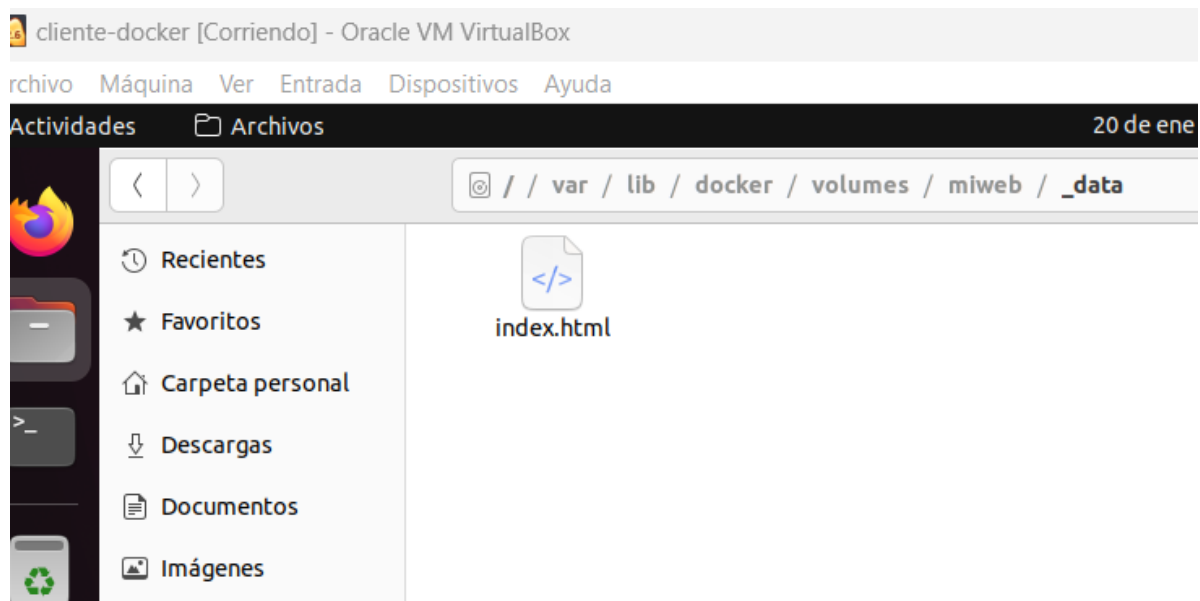 cliente-docker [Corriendo] - Oracle VM VirtualBox
rchivo Máquina Ver Entrada Dispositivos Ayuda
Actividades Archivos 20 de ene
/ / var / lib / docker / volumes / miweb / _data
Recientes
</>
index.html
Favoritos
Carpeta personal
>_
Descargas
Documentos
Imágenes